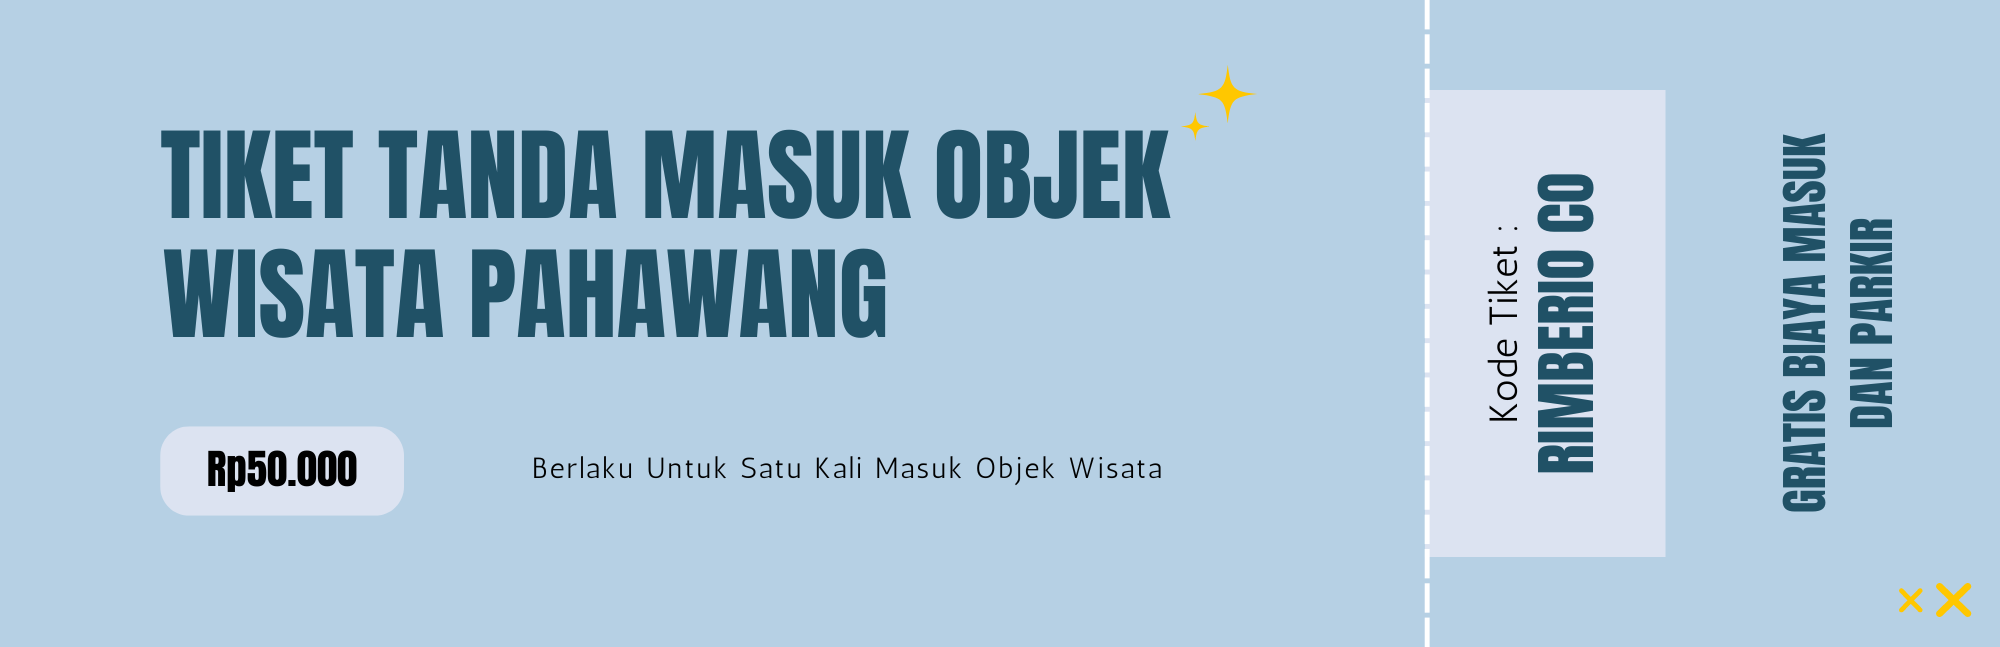 TIKET TANDA MASUK OBJEK
WISATA PAHAWANG
Rp50.000
Berlaku Untuk Satu Kali Masuk Objek Wisata
Kode Tiket :
RIMBERIO CO
GRATIS BIAYA MASUK
DAN PARKIR